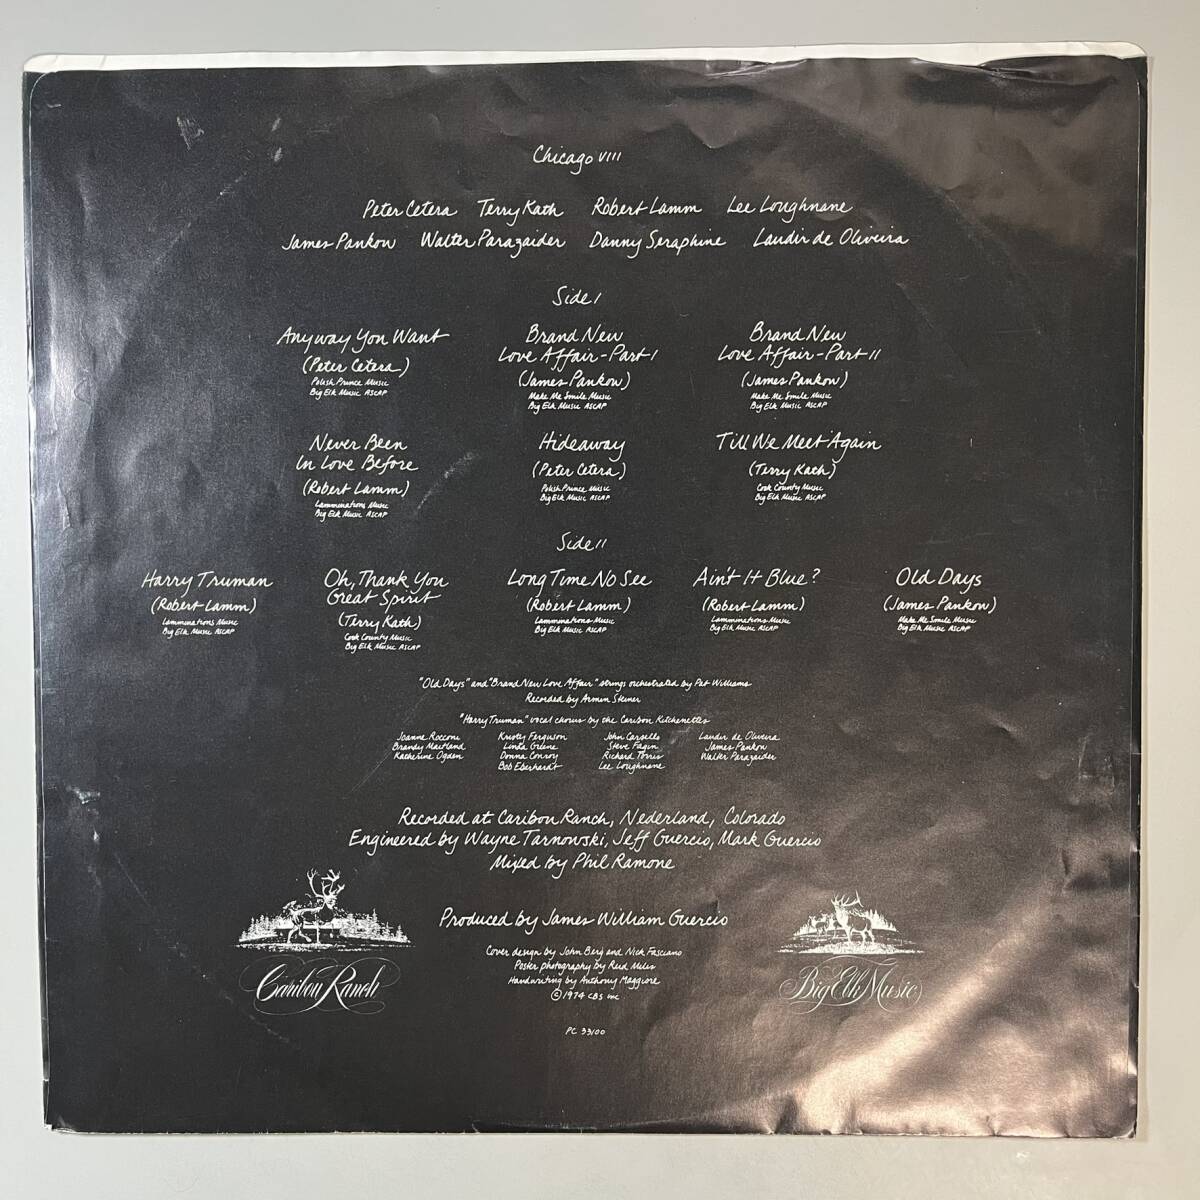 Chicago VIII
Peter Cetera Terry Kath Robert Lamm Lee Loughnane
James Pankow Walter Parazaider Danny Seraphine Laudir de Oliveira
Side I
Anyway You Want
(Peter Cetera)
Polish Prince Music
Big Elk Music ASCAP
Brand New
Love Affair-Part I
(James Pankow)
Make Me Smile Music
Big Elk Music ASCAP
Brand New
Love Affair-Part II
(James Pankow)
Make Me Smile Music
Big Elk Music ASCAP
Never Been
In Love Before
(Robert Lamm)
Lamminations Music
Big Elk Music ASCAP
Hideaway
(Peter Cetera)
Polish Prince Music
Big Elk Music ASCAP
Till We Meet Again
(Terry Kath)
Cook County Music
Big Elk Music ASCAP
Side II
Harry Truman
(Robert Lamm)
Lamminations Music
Big Elk Music ASCAP
Oh, Thank You
Great Spirit
(Terry Kath)
Cook County Music
Big Elk Music ASCAP
Long Time No See
(Robert Lamm)
Lamminations Music
Big Elk Music ASCAP
Ain't It Blue?
(Robert Lamm)
Lamminations Music
Big Elk Music ASCAP
Old Days
(James Pankow)
Make Me Smile Music
Big Elk Music ASCAP
"Old Days" and "Brand New Love Affair" strings orchestrated by Pat Williams
Recorded by Armin Steiner
"Harry Truman" vocal chorus by the Caribou Kitchenettes
Joanne Rocconi Kristy Ferguson John Carsello Laudir de Oliveira
Brandy Maitland Linda Greene Steve Fagin James Pankow
Katherine Ogden Donna Conroy Richard Torres Walter Parazaider
Bob Eberhardt Lee Loughnane
Recorded at Caribou Ranch, Nederland, Colorado
Engineered by Wayne Tarnowski, Jeff Guercio, Mark Guercio
Mixed by Phil Ramone
Produced by James William Guercio
Cover design by John Berg and Nick Fasciano
Poster photography by Reid Miles
Handwriting by Anthony Maggiore
©1974 CBS Inc
Caribou Ranch
Big Elk Music
PC 33100